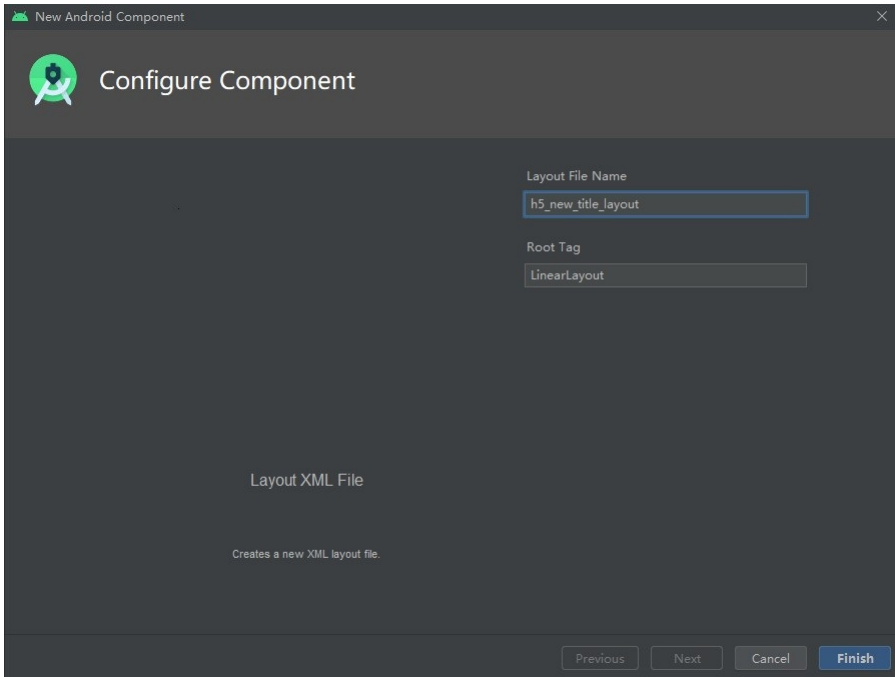 New Android Component
Configure Component
Layout File Name
h5_new_title_layout
Root Tag
LinearLayout
Layout XML File
Creates a new XML layout file.
Previous
Next
Cancel
Finish